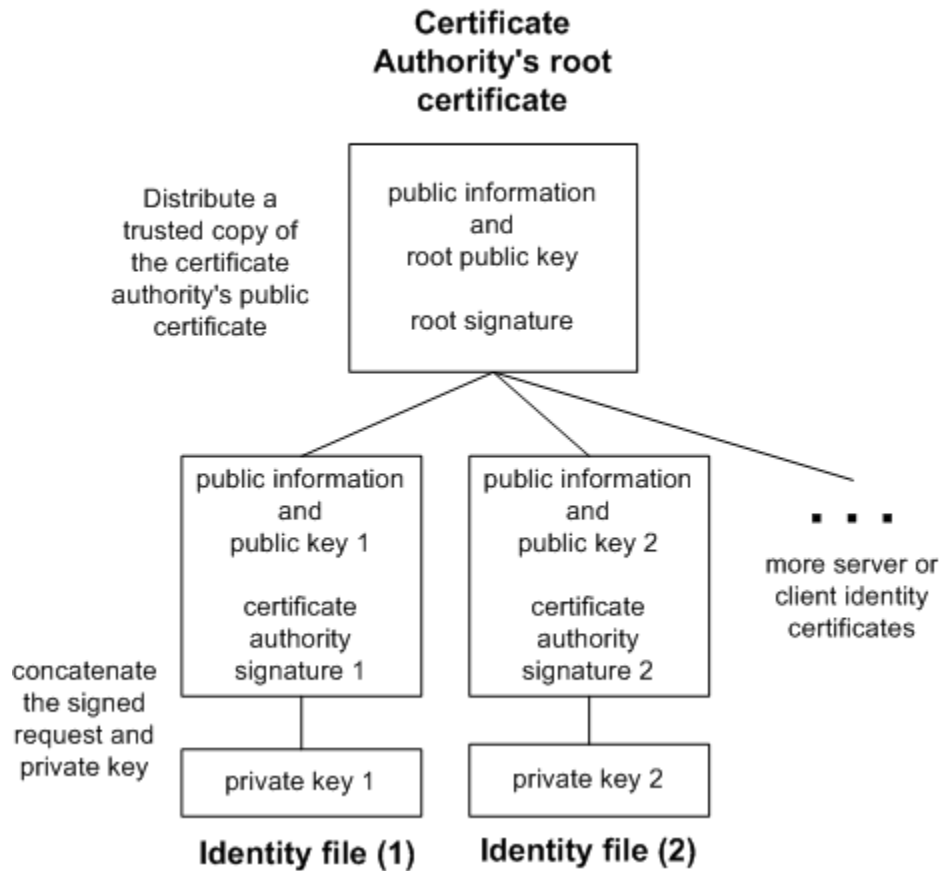 Certificate
Authority's root
certificate
Distribute a
trusted copy of
the certificate
authority's public
certificate
public information
and
root public key
root signature
public information
and
public key 1
certificate
authority
signature 1
public information
and
public key 2
certificate
authority
signature 2
. . .
more server or
client identity
certificates
concatenate
the signed
request and
private key
private key 1
private key 2
Identity file (1)
Identity file (2)